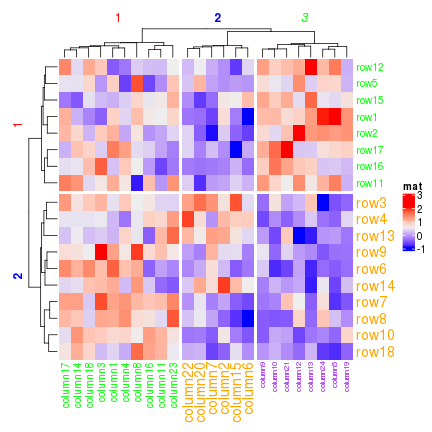 1 2 3
1
2
row12
row5
row15
row1
row2
row17
row16
row11
row3
row4
row13
row9
row6
row14
row7
row8
row10
row18
mat
3
2
1
0
-1
column17
column14
column18
column3
column1
column4
column8
column16
column11
column23
column22
column20
column7
column2
column15
column6
column9
column10
column21
column12
column13
column24
column5
column19